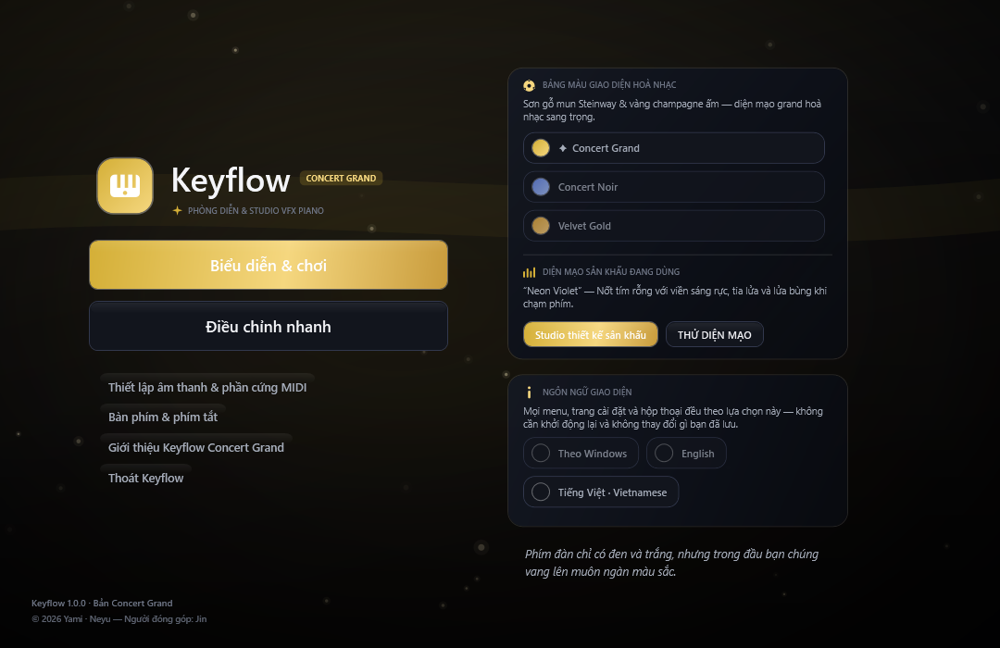 Keyflow CONCERT GRAND
PHÒNG DIỄN & STUDIO VFX PIANO
Biểu diễn & chơi
Điều chỉnh nhanh
Thiết lập âm thanh & phần cứng MIDI
Bàn phím & phím tắt
Giới thiệu Keyflow Concert Grand
Thoát Keyflow
BẢNG MÀU GIAO DIỆN HOÀ NHẠC
Sơn gỗ mun Steinway & vàng champagne ấm — diện mạo grand hoà
nhạc sang trọng.
✦ Concert Grand
Concert Noir
Velvet Gold
DIỆN MẠO SÂN KHẤU ĐANG DÙNG
“Neon Violet” — Nốt tím rỗng với viền sáng rực, tia lửa và lửa bùng khi
chạm phím.
Studio thiết kế sân khấu
THỬ DIỆN MẠO
NGÔN NGỮ GIAO DIỆN
Mọi menu, trang cài đặt và hộp thoại đều theo lựa chọn này — không
cần khởi động lại và không thay đổi gì bạn đã lưu.
Theo Windows
English
Tiếng Việt · Vietnamese
Phím đàn chỉ có đen và trắng, nhưng trong đầu bạn chúng
vang lên muôn ngàn màu sắc.
Keyflow 1.0.0 · Bản Concert Grand
© 2026 Yami · Neyu — Người đóng góp: Jin